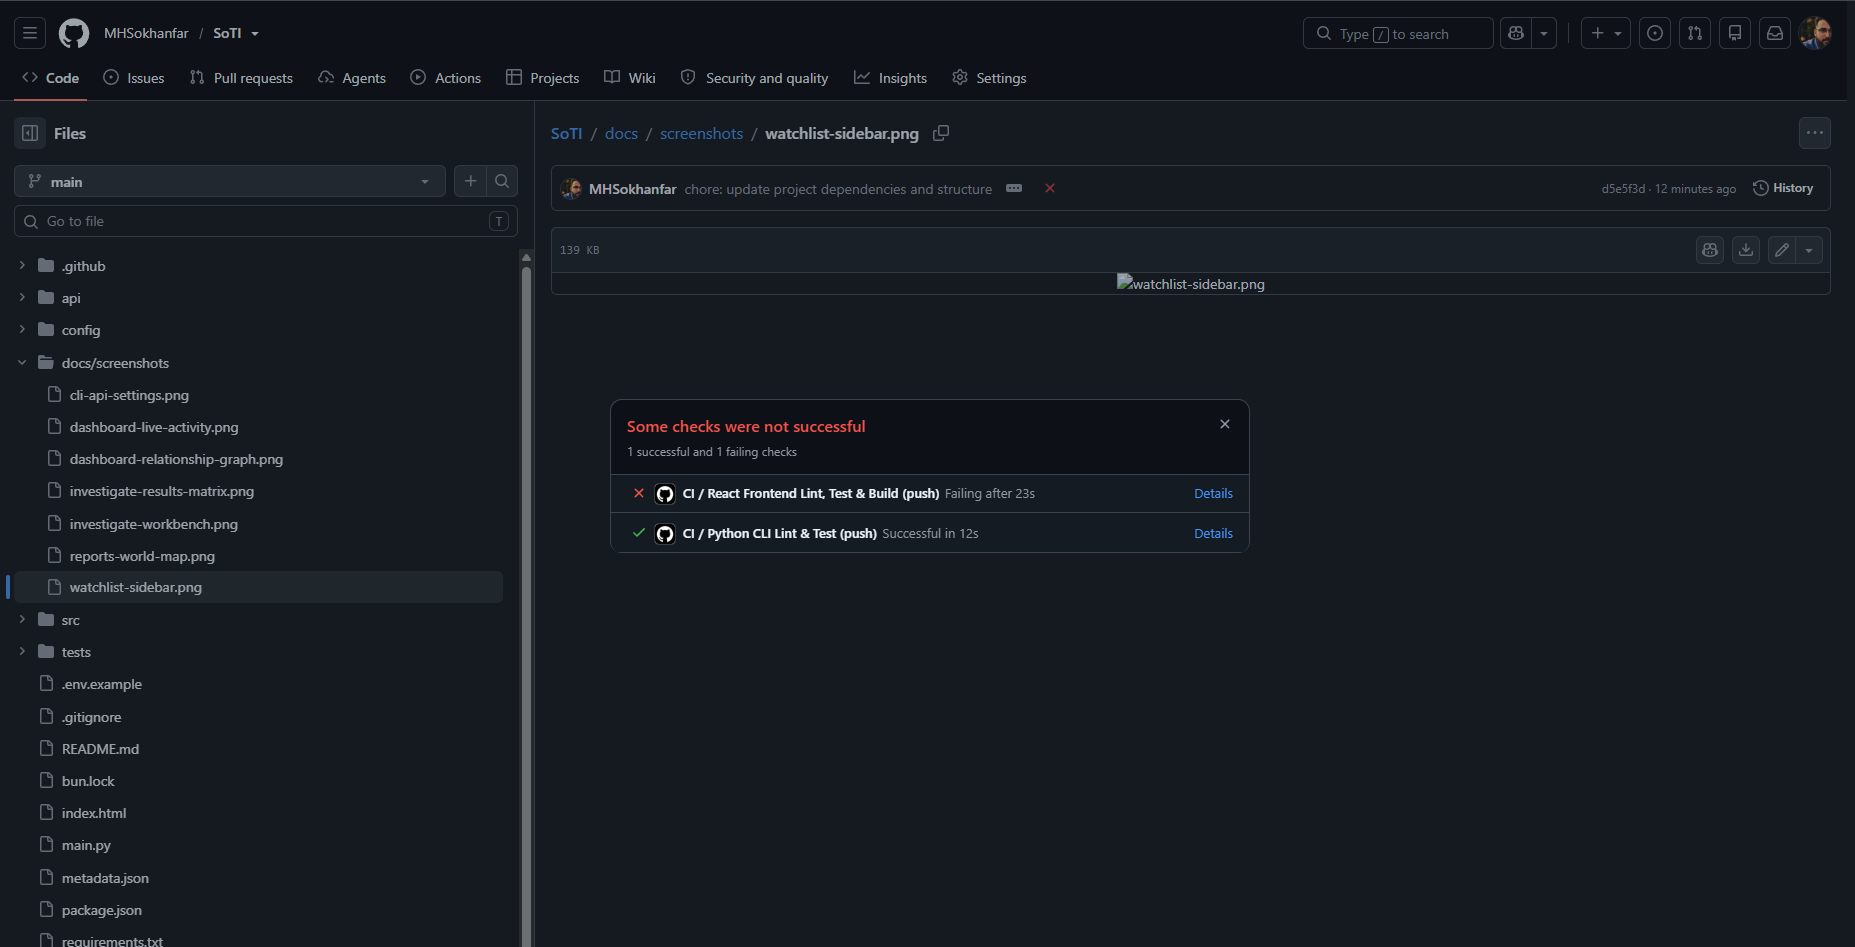 MHSokhanfar / SoTI
Type / to search
Code
Issues
Pull requests
Agents
Actions
Projects
Wiki
Security and quality
Insights
Settings
Files
main
Go to file
T
.github
api
config
docs/screenshots
cli-api-settings.png
dashboard-live-activity.png
dashboard-relationship-graph.png
investigate-results-matrix.png
investigate-workbench.png
reports-world-map.png
watchlist-sidebar.png
src
tests
.env.example
.gitignore
README.md
bun.lock
index.html
main.py
metadata.json
package.json
requirements.txt
SoTI / docs / screenshots / watchlist-sidebar.png
MHSokhanfar chore: update project dependencies and structure
d5e5f3d · 12 minutes ago
History
139 KB
watchlist-sidebar.png
Some checks were not successful
1 successful and 1 failing checks
CI / React Frontend Lint, Test & Build (push) Failing after 23s
Details
CI / Python CLI Lint & Test (push) Successful in 12s
Details